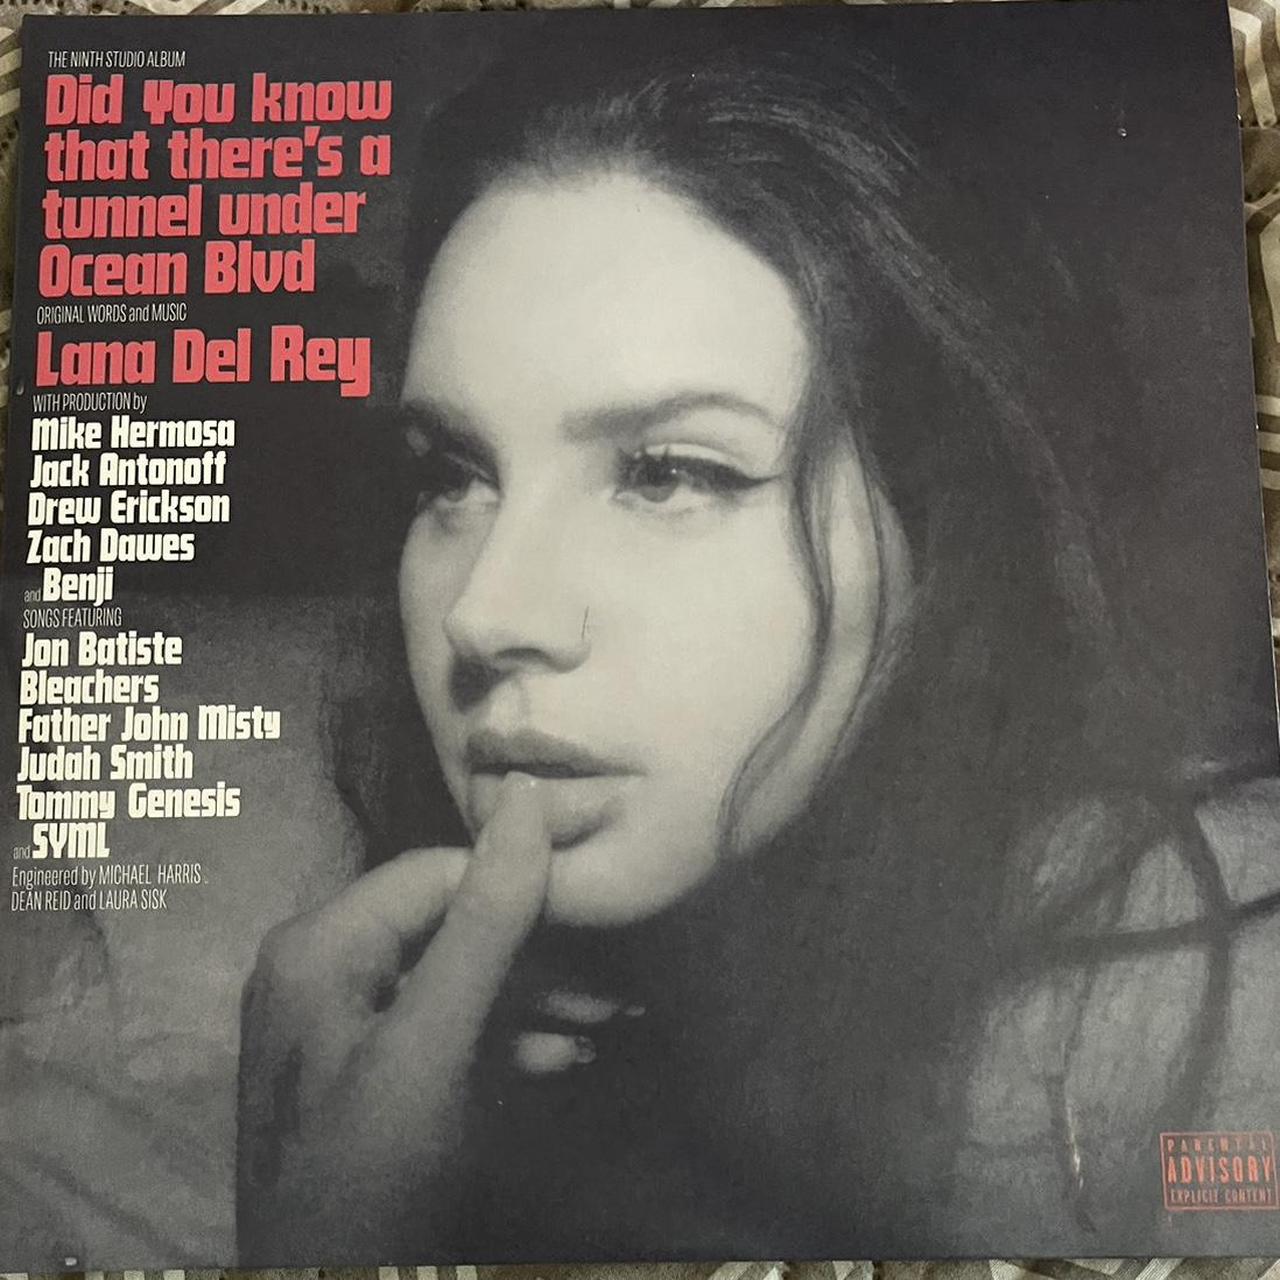 THE NINTH STUDIO ALBUM
Did you know
that there's a
tunnel under
Ocean Blvd
ORIGINAL WORDS and MUSIC
Lana Del Rey
WITH PRODUCTION by
Mike Hermosa
Jack Antonoff
Drew Erickson
Zach Dawes
and Benji
SONGS FEATURING
Jon Batiste
Bleachers
Father John Misty
Judah Smith
Tommy Genesis
and SYML
Engineered by MICHAEL HARRIS
DEAN REID and LAURA SISK
PARENTAL
ADVISORY
EXPLICIT CONTENT